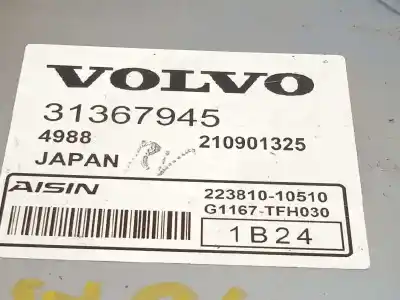 VOLVO
31367945
4988 210901325
JAPAN
AISIN 223810-10510
G1167-TFH030
1B24